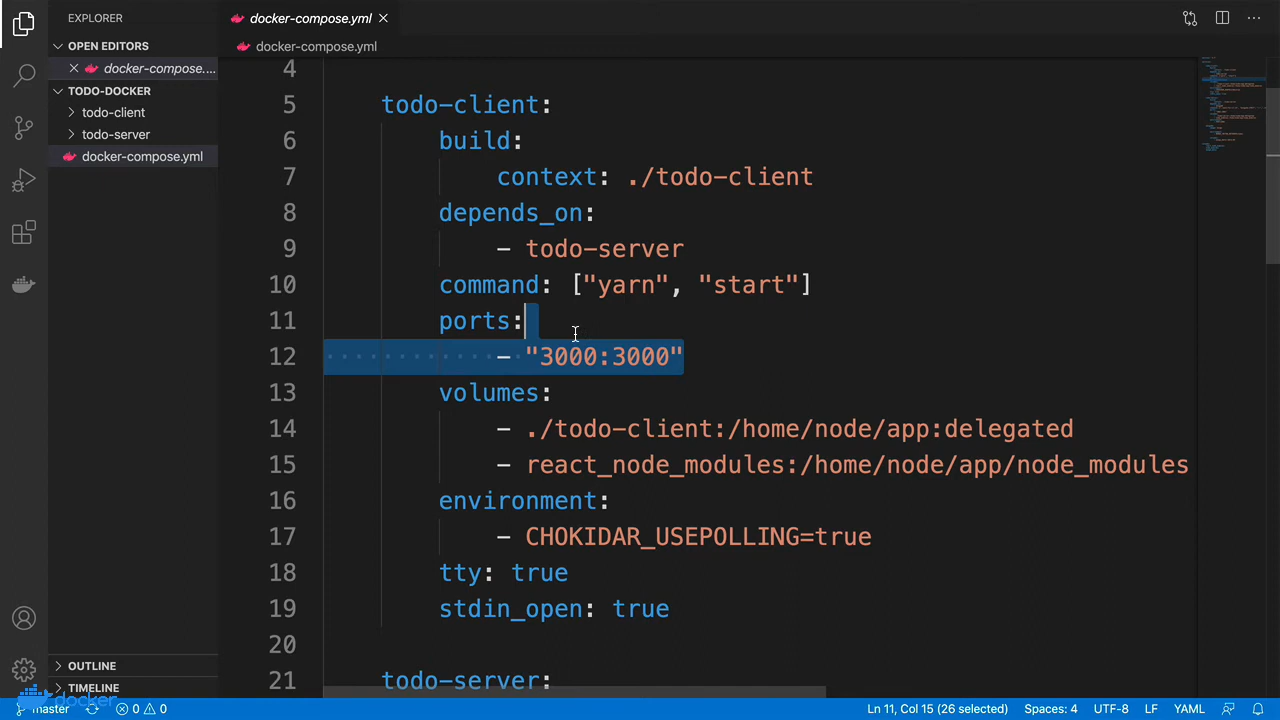 EXPLORER
OPEN EDITORS
docker-compose....
TODO-DOCKER
todo-client
todo-server
docker-compose.yml
OUTLINE
TIMELINE
docker-compose.yml
docker-compose.yml
4
5 todo-client:
6 build:
7 context: ./todo-client
8 depends_on:
9 - todo-server
10 command: ["yarn", "start"]
11 ports:
12 - "3000:3000"
13 volumes:
14 - ./todo-client:/home/node/app:delegated
15 - react_node_modules:/home/node/app/node_modules
16 environment:
17 - CHOKIDAR_USEPOLLING=true
18 tty: true
19 stdin_open: true
20
21 todo-server:
docker
master 0 0 Ln 11, Col 15 (26 selected) Spaces: 4 UTF-8 LF YAML